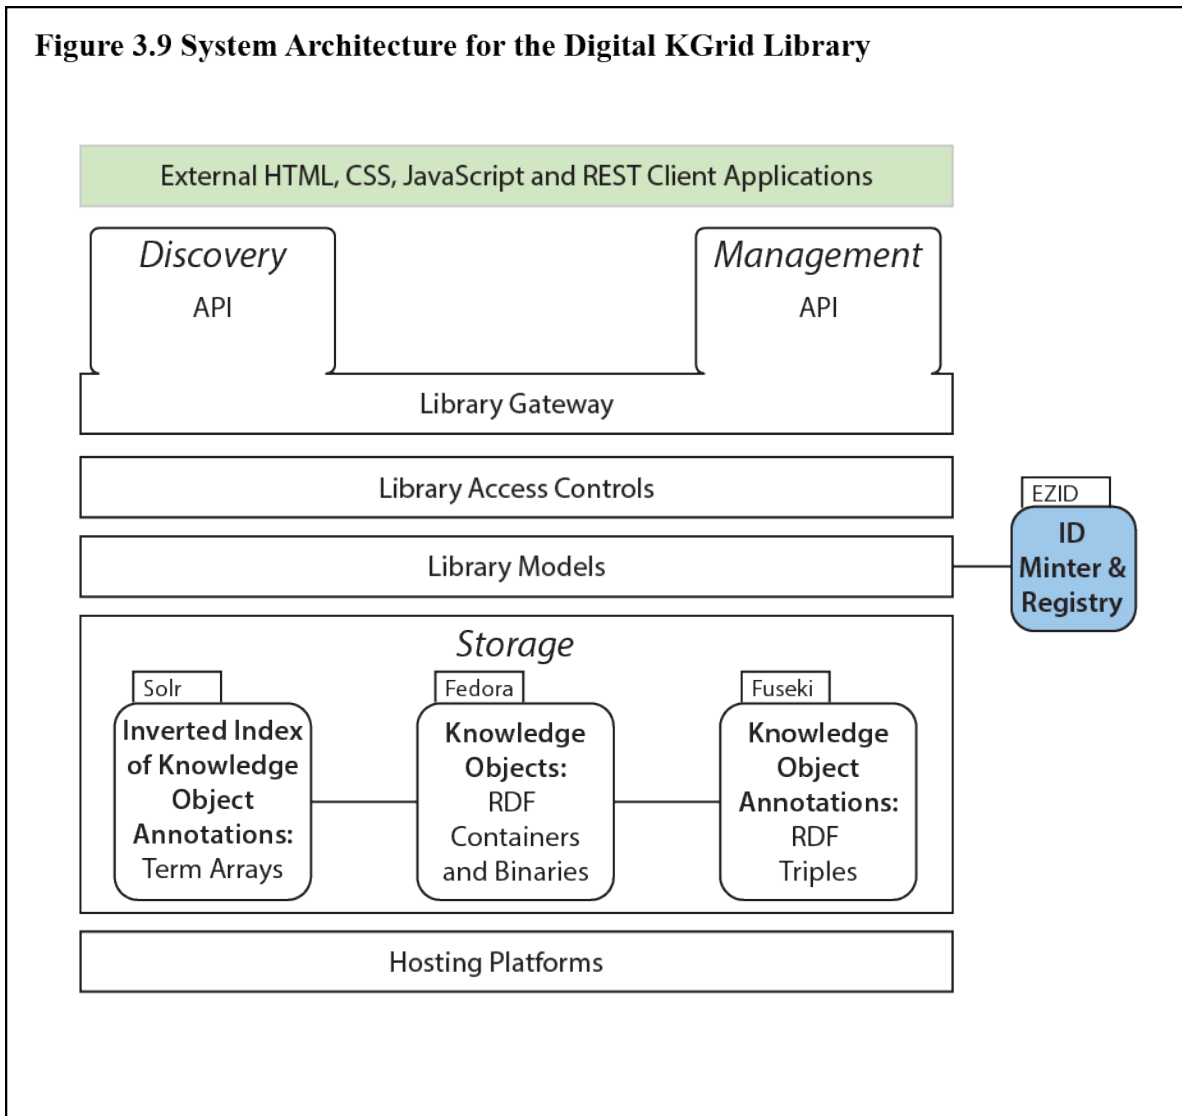 Figure 3.9 System Architecture for the Digital KGrid Library
External HTML, CSS, JavaScript and REST Client Applications
Discovery
API
Management
API
Library Gateway
Library Access Controls
Library Models
EZID
ID
Minter &
Registry
Storage
Solr
Inverted Index
of Knowledge
Object
Annotations:
Term Arrays
Fedora
Knowledge
Objects:
RDF
Containers
and Binaries
Fuseki
Knowledge
Object
Annotations:
RDF
Triples
Hosting Platforms